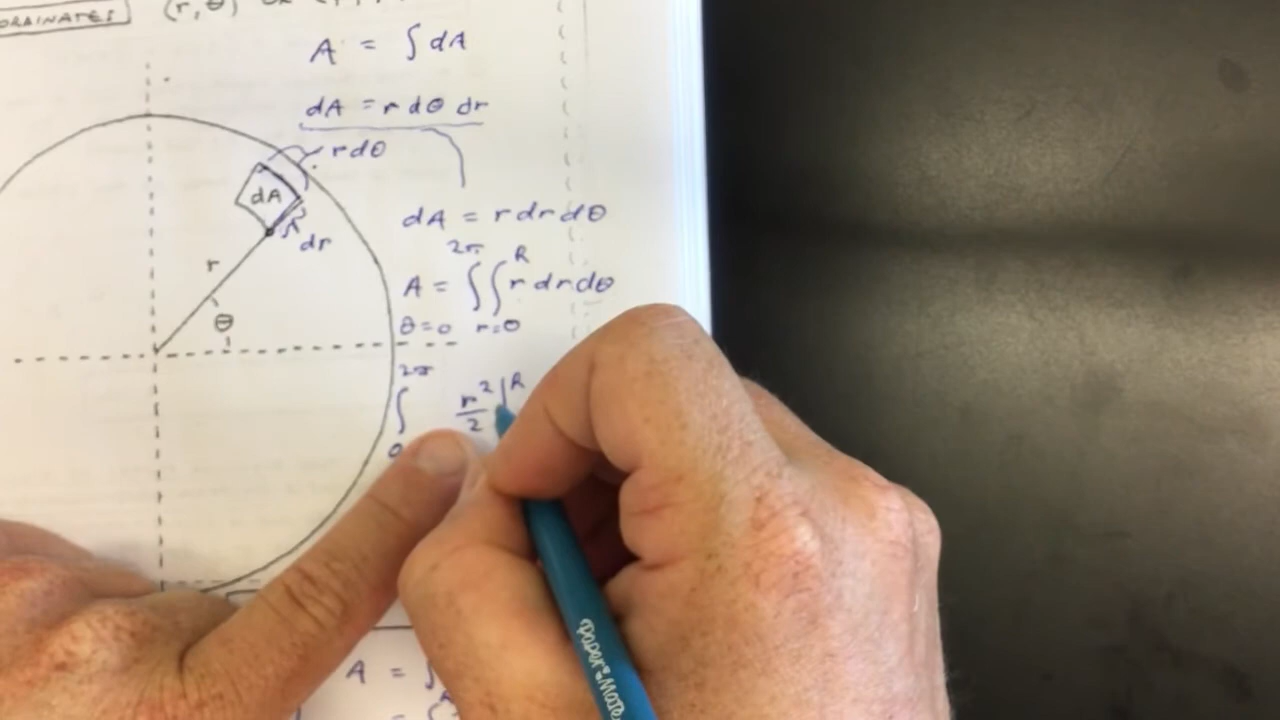 (r, θ)
A = ∫ dA
dA = r dθ dr
r dθ
dA
dr
dA = r dr dθ
r
2π R
A = ∫∫ r dr dθ
θ=0 r=0
θ
2π
∫ r²/2 |R
0
A = ∫
=
PAPER:MATE